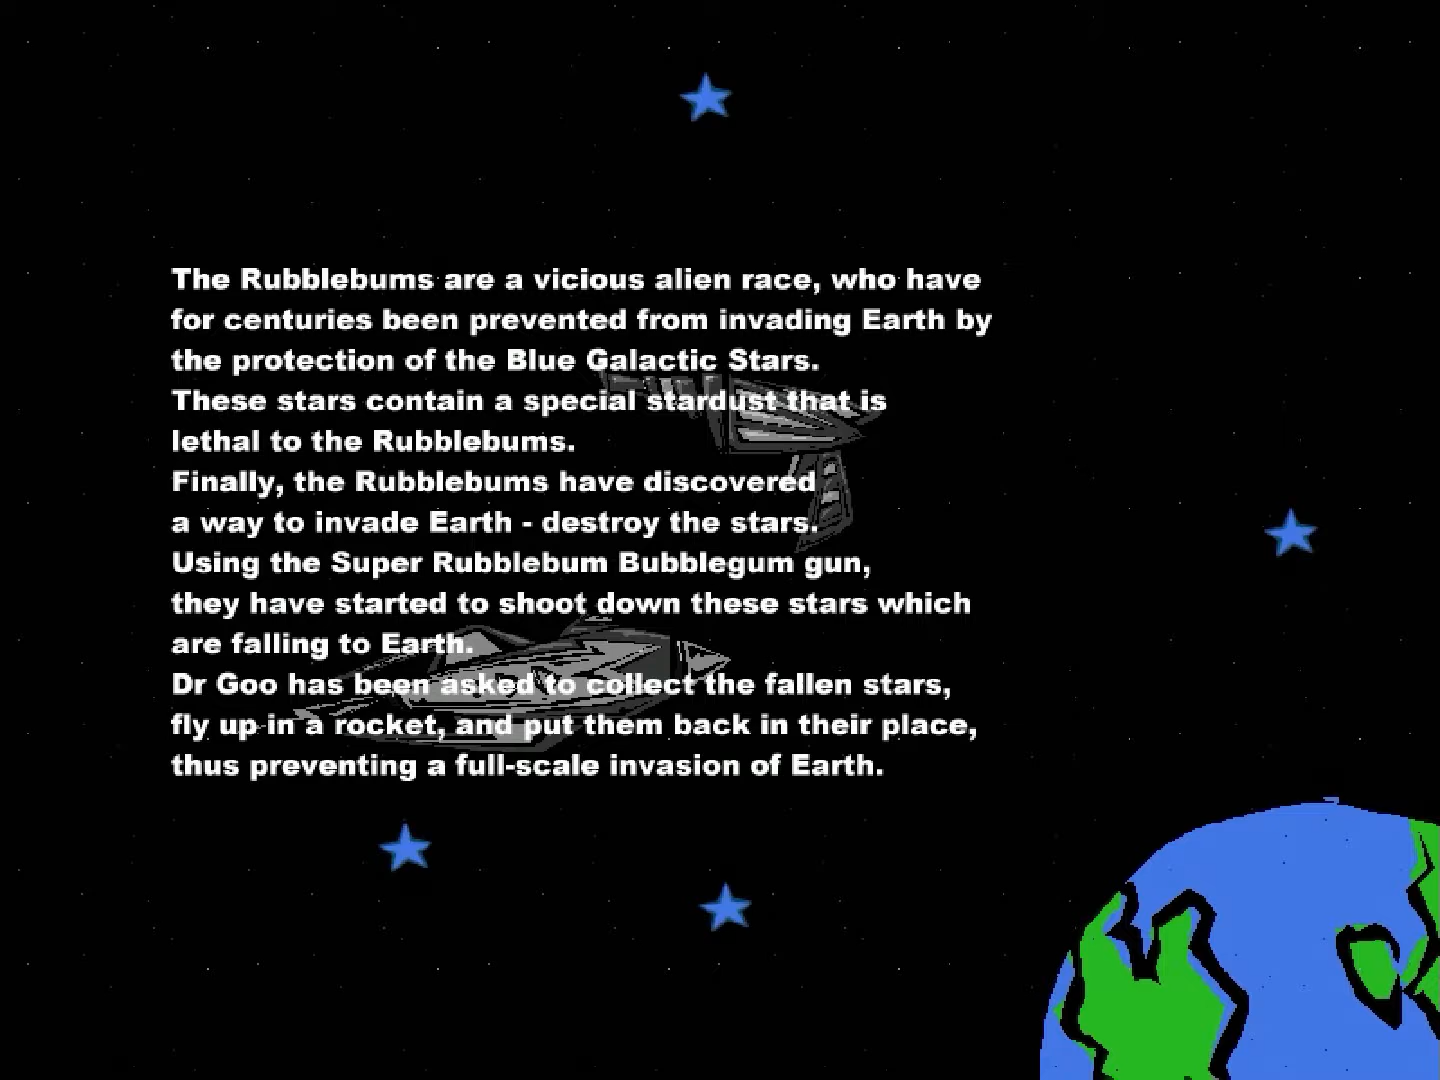 The Rubblebums are a vicious alien race, who have
for centuries been prevented from invading Earth by
the protection of the Blue Galactic Stars.
These stars contain a special stardust that is
lethal to the Rubblebums.
Finally, the Rubblebums have discovered
a way to invade Earth - destroy the stars.
Using the Super Rubblebum Bubblegum gun,
they have started to shoot down these stars which
are falling to Earth.
Dr Goo has been asked to collect the fallen stars,
fly up in a rocket, and put them back in their place,
thus preventing a full-scale invasion of Earth.